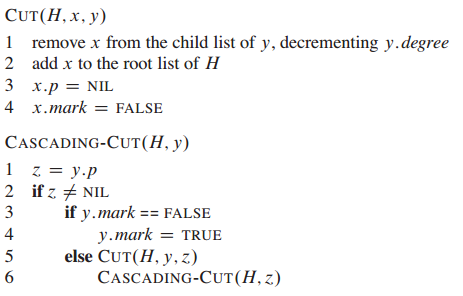 CUT(H, x, y)
1 remove x from the child list of y, decrementing y.degree
2 add x to the root list of H
3 x.p = NIL
4 x.mark = FALSE
CASCADING-CUT(H, y)
1 z = y.p
2 if z ≠ NIL
3 if y.mark == FALSE
4 y.mark = TRUE
5 else CUT(H, y, z)
6 CASCADING-CUT(H, z)